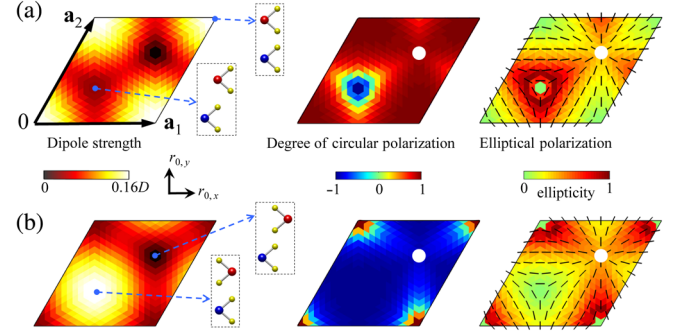 (a)
a₂
0
a₁
Dipole strength
Degree of circular polarization
Elliptical polarization
0
0.16D
r₀,y
r₀,x
-1
0
1
0
1
ellipticity
(b)